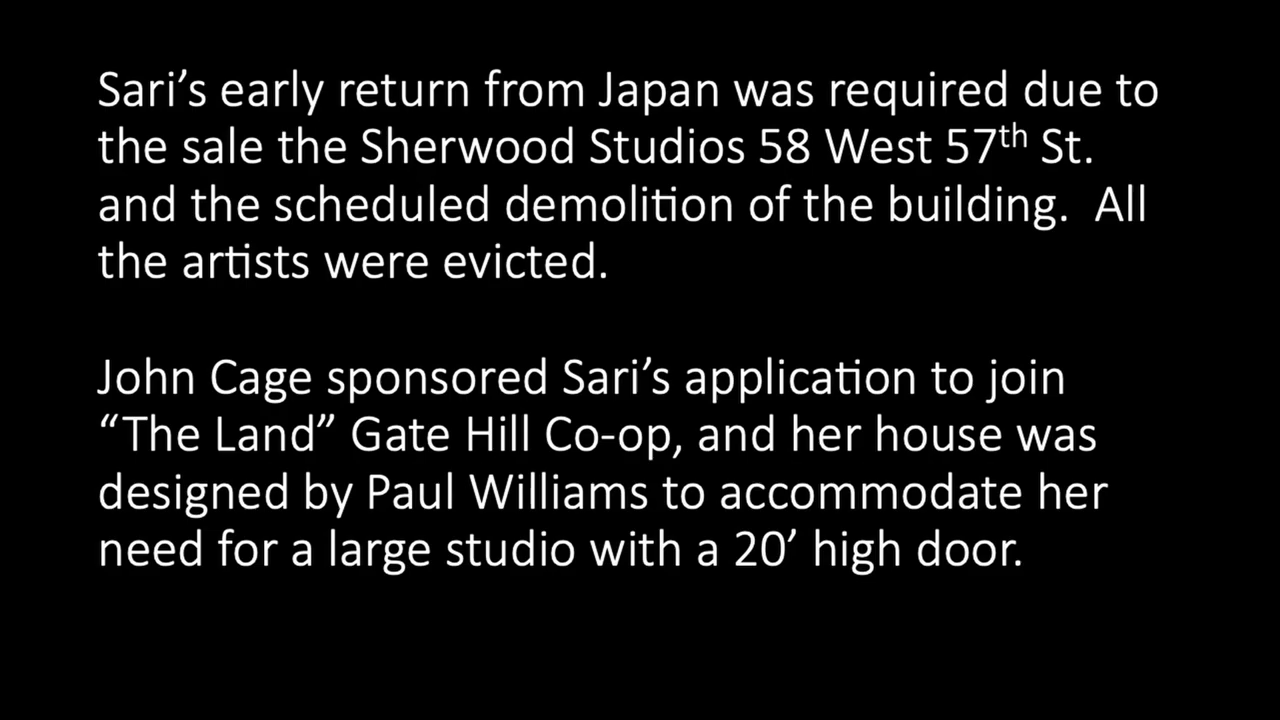 Sari’s early return from Japan was required due to
the sale the Sherwood Studios 58 West 57th St.
and the scheduled demolition of the building.  All
the artists were evicted.
John Cage sponsored Sari’s application to join
“The Land” Gate Hill Co-op, and her house was
designed by Paul Williams to accommodate her
need for a large studio with a 20’ high door.